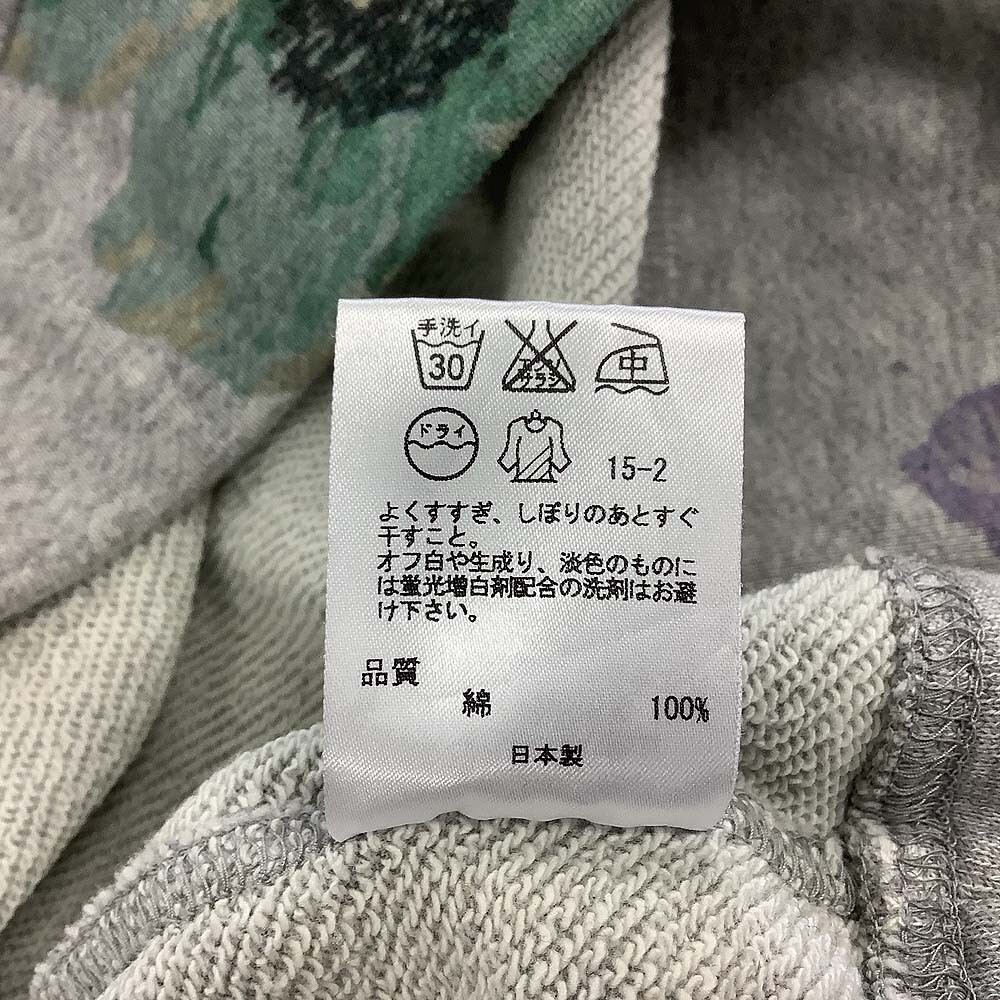 手洗イ
30
エンソ
サラシ
中
ドライ
15-2
よくすすぎ、しぼりのあとすぐ
干すこと。
オフ白や生成り、淡色のものに
は蛍光増白剤配合の洗剤はお避
け下さい。
品質
綿 100%
日本製